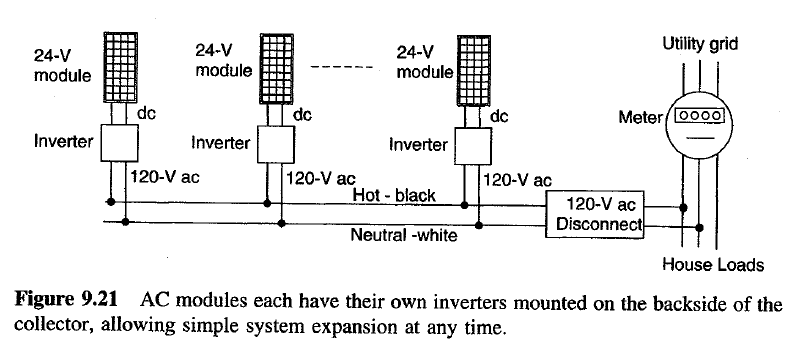 24-V
module
24-V
module
24-V
module
Utility grid
dc
dc
dc
Meter
0000
Inverter
Inverter
Inverter
120-V ac
120-V ac
120-V ac
Hot - black
120-V ac
Disconnect
Neutral -white
House Loads
Figure 9.21 AC modules each have their own inverters mounted on the backside of the
collector, allowing simple system expansion at any time.